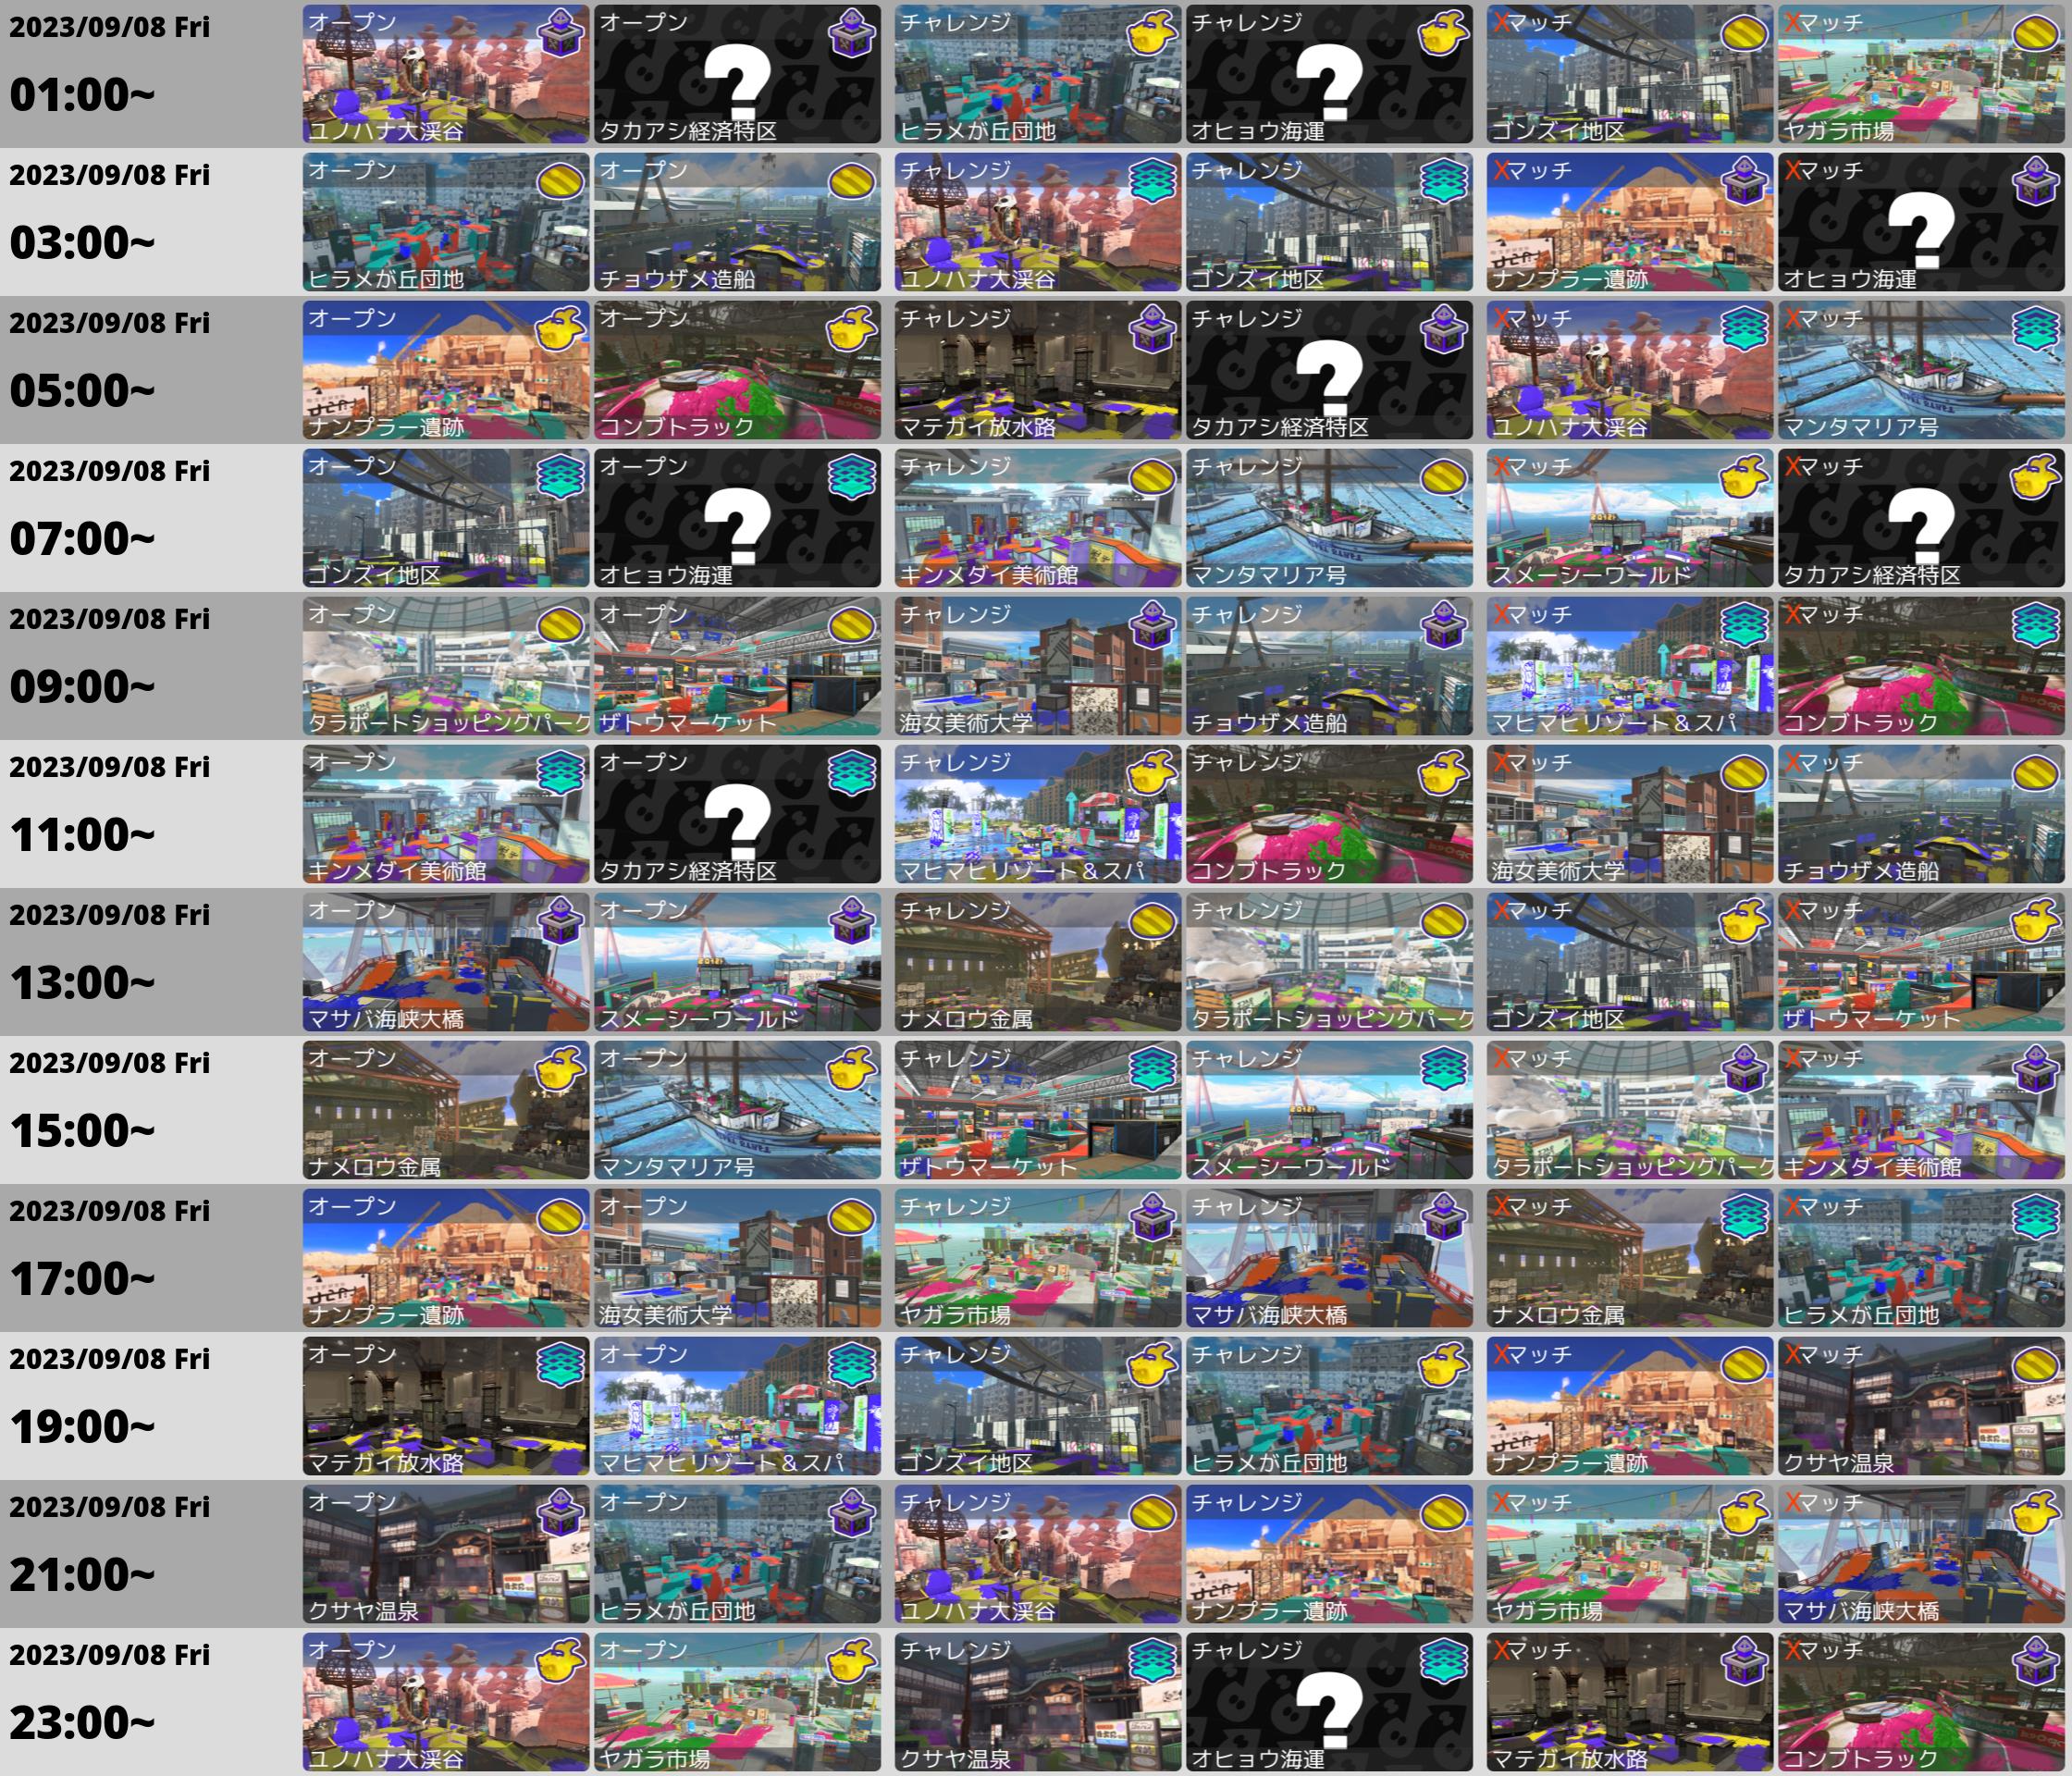 2023/09/08 Fri
01:00~
オープン
ユノハナ大渓谷
オープン
タカアシ経済特区
チャレンジ
ヒラメが丘団地
チャレンジ
オヒョウ海運
Xマッチ
ゴンズイ地区
Xマッチ
ヤガラ市場
2023/09/08 Fri
03:00~
オープン
ヒラメが丘団地
オープン
チョウザメ造船
チャレンジ
ユノハナ大渓谷
チャレンジ
ゴンズイ地区
Xマッチ
ナンプラー遺跡
Xマッチ
オヒョウ海運
2023/09/08 Fri
05:00~
オープン
ナンプラー遺跡
オープン
コンブトラック
チャレンジ
マテガイ放水路
チャレンジ
タカアシ経済特区
Xマッチ
ユノハナ大渓谷
Xマッチ
マンタマリア号
2023/09/08 Fri
07:00~
オープン
ゴンズイ地区
オープン
オヒョウ海運
チャレンジ
キンメダイ美術館
チャレンジ
マンタマリア号
Xマッチ
スメーシーワールド
Xマッチ
タカアシ経済特区
2023/09/08 Fri
09:00~
オープン
タラポートショッピングパーク
オープン
ザトウマーケット
チャレンジ
海女美術大学
チャレンジ
チョウザメ造船
Xマッチ
マヒマヒリゾート&スパ
Xマッチ
コンブトラック
2023/09/08 Fri
11:00~
オープン
キンメダイ美術館
オープン
タカアシ経済特区
チャレンジ
マヒマヒリゾート&スパ
チャレンジ
コンブトラック
Xマッチ
海女美術大学
Xマッチ
チョウザメ造船
2023/09/08 Fri
13:00~
オープン
マサバ海峡大橋
オープン
スメーシーワールド
チャレンジ
ナメロウ金属
チャレンジ
タラポートショッピングパーク
Xマッチ
ゴンズイ地区
Xマッチ
ザトウマーケット
2023/09/08 Fri
15:00~
オープン
ナメロウ金属
オープン
マンタマリア号
チャレンジ
ザトウマーケット
チャレンジ
スメーシーワールド
Xマッチ
タラポートショッピングパーク
Xマッチ
キンメダイ美術館
2023/09/08 Fri
17:00~
オープン
ナンプラー遺跡
オープン
海女美術大学
チャレンジ
ヤガラ市場
チャレンジ
マサバ海峡大橋
Xマッチ
ナメロウ金属
Xマッチ
ヒラメが丘団地
2023/09/08 Fri
19:00~
オープン
マテガイ放水路
オープン
マヒマヒリゾート&スパ
チャレンジ
ゴンズイ地区
チャレンジ
ヒラメが丘団地
Xマッチ
ナンプラー遺跡
Xマッチ
クサヤ温泉
2023/09/08 Fri
21:00~
オープン
クサヤ温泉
オープン
ヒラメが丘団地
チャレンジ
ユノハナ大渓谷
チャレンジ
ナンプラー遺跡
Xマッチ
ヤガラ市場
Xマッチ
マサバ海峡大橋
2023/09/08 Fri
23:00~
オープン
ユノハナ大渓谷
オープン
ヤガラ市場
チャレンジ
クサヤ温泉
チャレンジ
オヒョウ海運
Xマッチ
マテガイ放水路
Xマッチ
コンブトラック